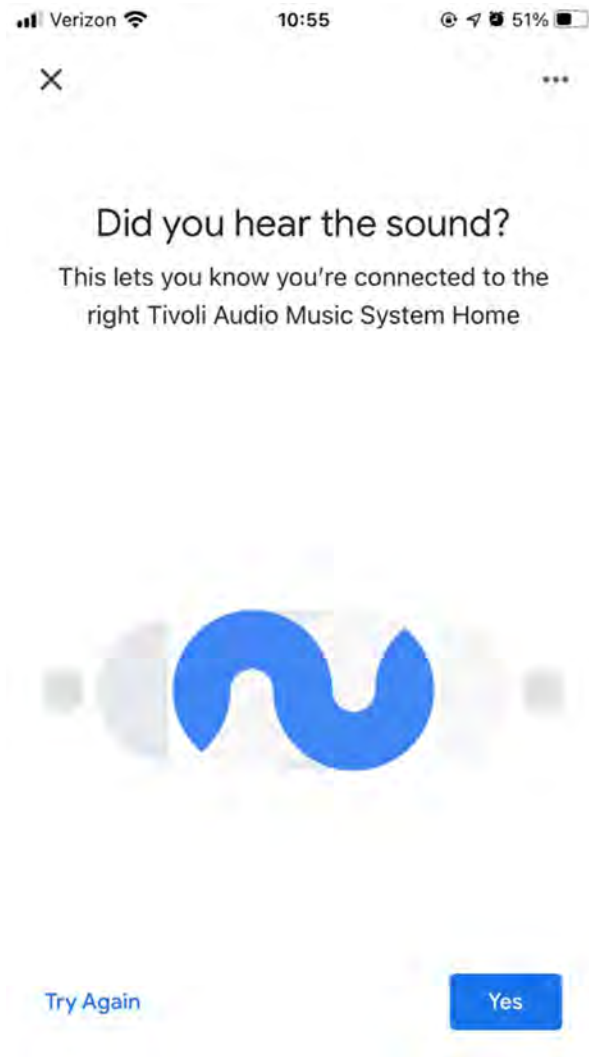 Verizon 10:55 51%
Did you hear the sound?
This lets you know you're connected to the
right Tivoli Audio Music System Home
Try Again Yes